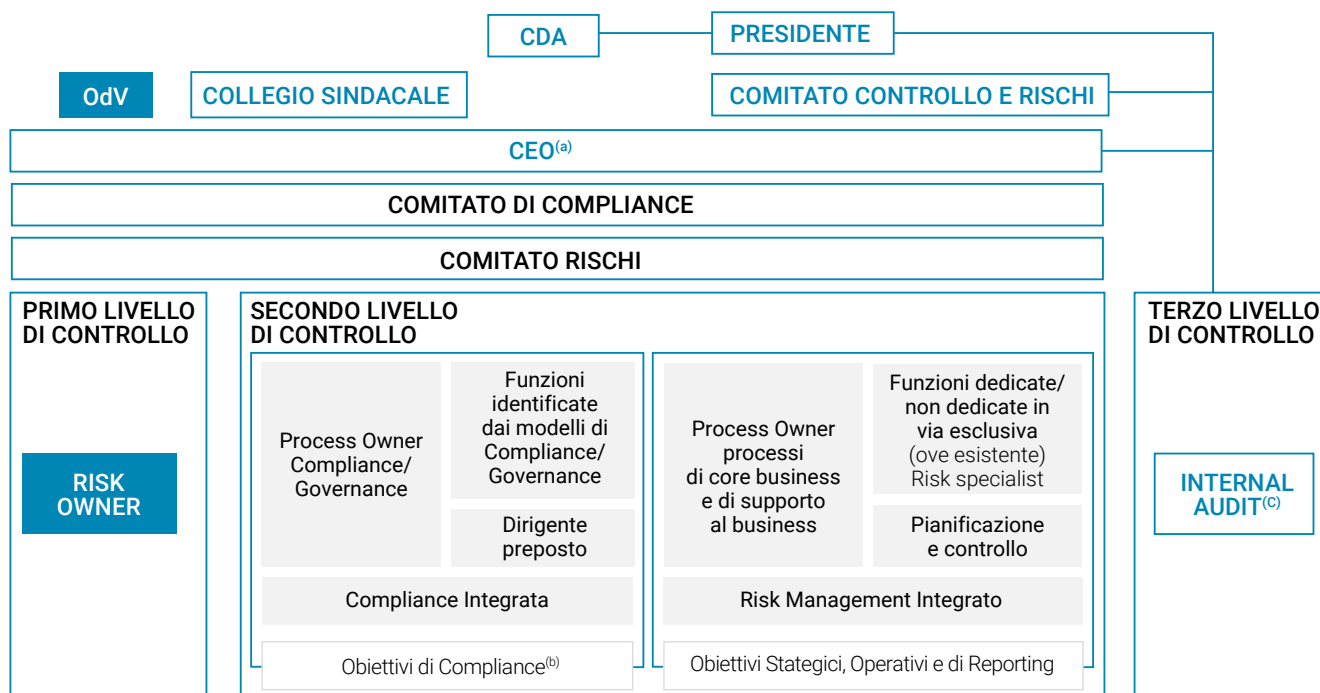 CDA
PRESIDENTE
OdV
COLLEGIO SINDACALE
COMITATO CONTROLLO E RISCHI
CEO(a)
COMITATO DI COMPLIANCE
COMITATO RISCHI
PRIMO LIVELLO
DI CONTROLLO
RISK
OWNER
SECONDO LIVELLO
DI CONTROLLO
Process Owner
Compliance/
Governance
Funzioni
identificate
dai modelli di
Compliance/
Governance
Dirigente
preposto
Compliance Integrata
Obiettivi di Compliance(b)
Process Owner
processi
di core business
e di supporto
al business
Funzioni dedicate/
non dedicate in
via esclusiva
(ove esistente)
Risk specialist
Pianificazione
e controllo
Risk Management Integrato
Obiettivi Stategici, Operativi e di Reporting
TERZO LIVELLO
DI CONTROLLO
INTERNAL
AUDIT(C)